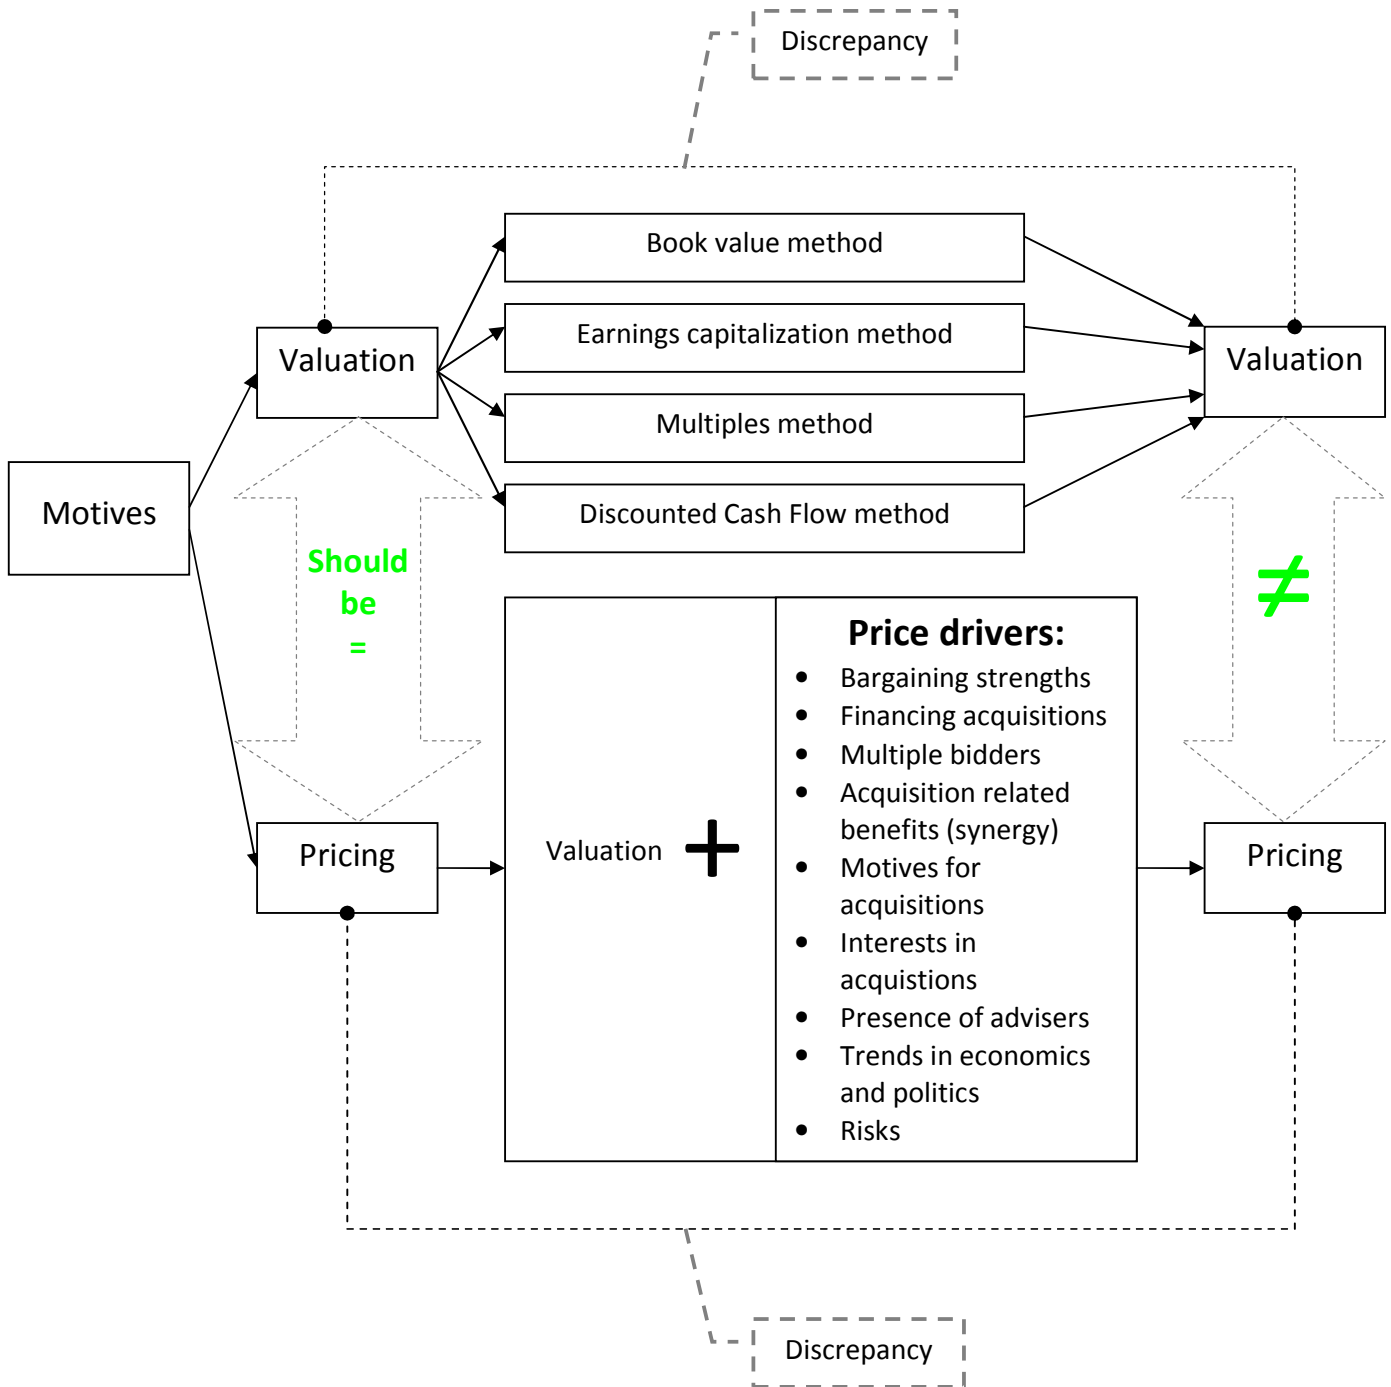 Discrepancy
Book value method
Earnings capitalization method
Multiples method
Discounted Cash Flow method
Valuation
Valuation
Motives
Should
be
=
≠
Pricing
Valuation
+
Price drivers:
• Bargaining strengths
• Financing acquisitions
• Multiple bidders
• Acquisition related
benefits (synergy)
• Motives for
acquisitions
• Interests in
acquistions
• Presence of advisers
• Trends in economics
and politics
• Risks
Pricing
Discrepancy